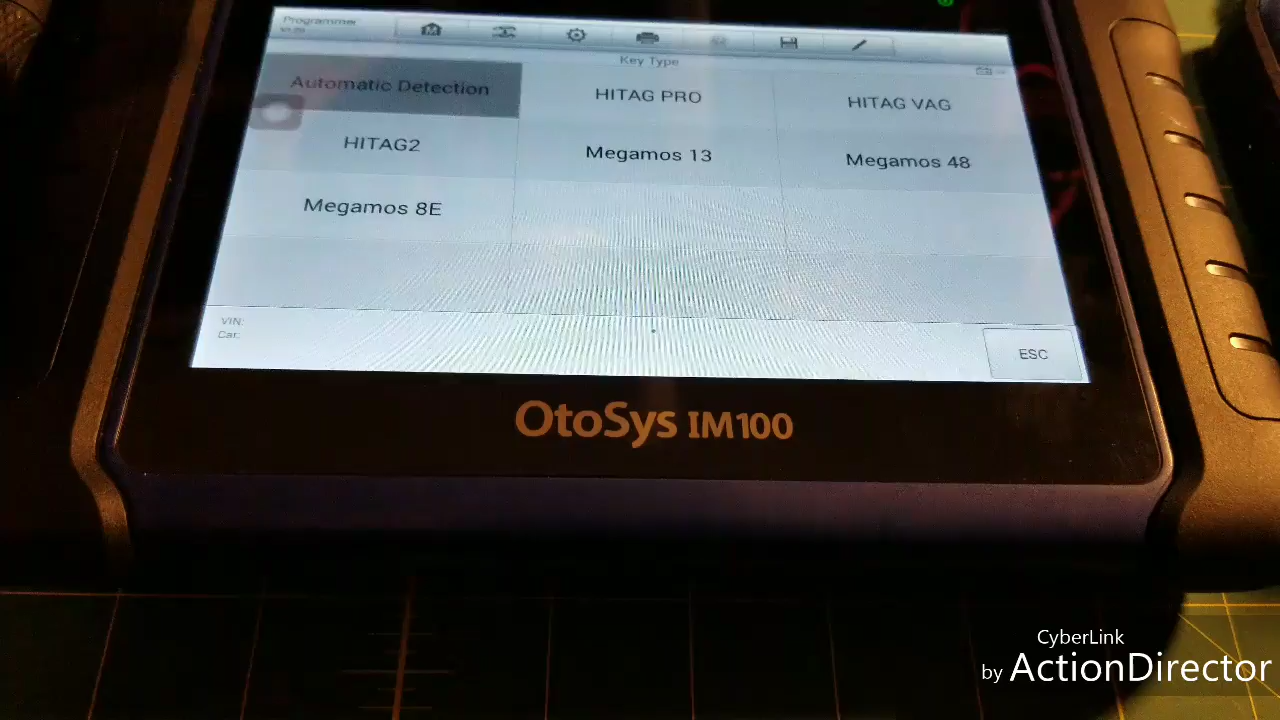 Programmer
Key Type
Automatic Detection
HITAG PRO
HITAG VAG
HITAG2
Megamos 13
Megamos 48
Megamos 8E
VIN:
Car:
ESC
OtoSys IM100
CyberLink
by ActionDirector